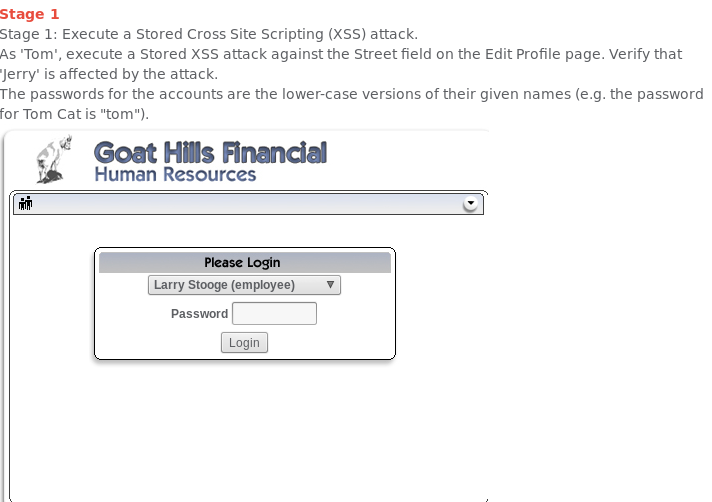 Stage 1
Stage 1: Execute a Stored Cross Site Scripting (XSS) attack.
As 'Tom', execute a Stored XSS attack against the Street field on the Edit Profile page. Verify that
'Jerry' is affected by the attack.
The passwords for the accounts are the lower-case versions of their given names (e.g. the password
for Tom Cat is "tom").
Goat Hills Financial
Human Resources
Please Login
Larry Stooge (employee)
Password
Login